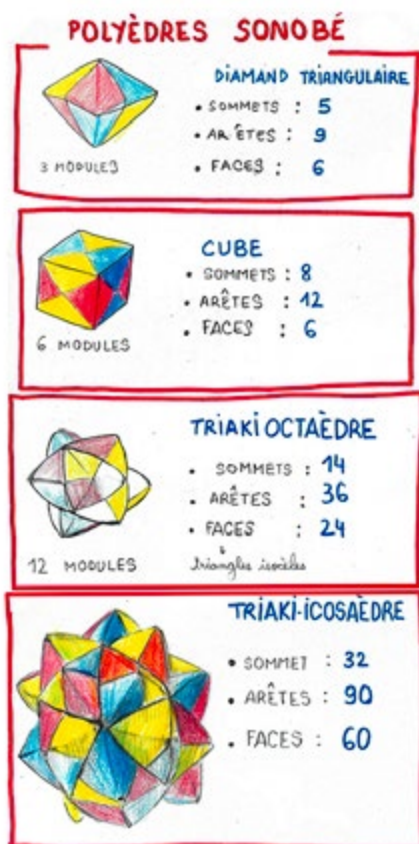 POLYÈDRES SONOBÉ
DIAMAND TRIANGULAIRE
• SOMMETS : 5
• ARÊTES : 9
• FACES : 6
3 MODULES
CUBE
• SOMMETS : 8
• ARÊTES : 12
• FACES : 6
6 MODULES
TRIAKI OCTAÈDRE
• SOMMETS : 14
• ARÊTES : 36
• FACES : 24
triangles isocèles
12 MODULES
TRIAKI-ICOSAÈDRE
• SOMMET : 32
• ARÊTES : 90
• FACES : 60